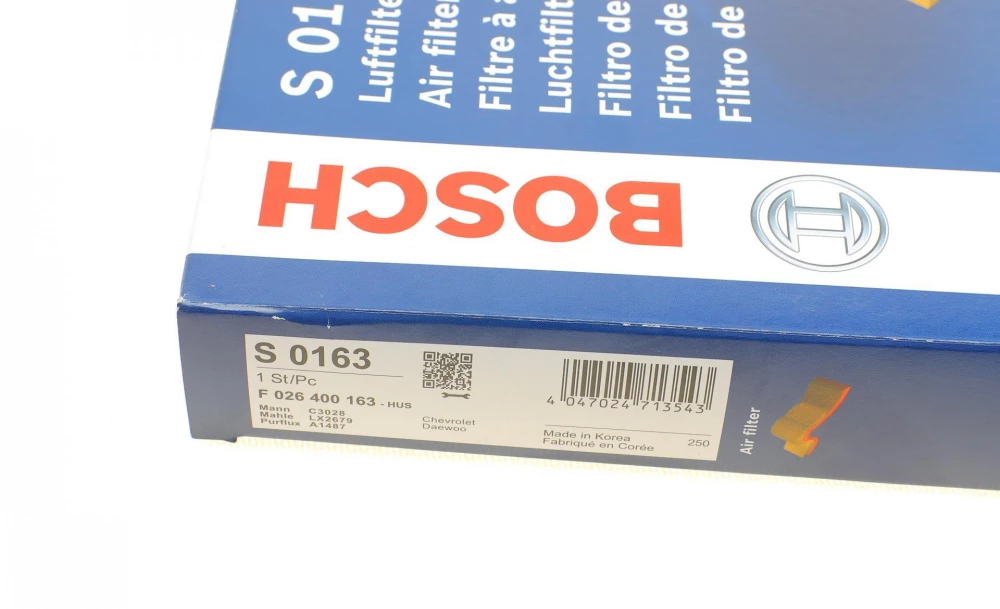 S 01
Luftfilte
Air filter
Filtre à a
Luchtfilt
Filtro de
Filtro de
Filtro de
BOSCH
S 0163
1 St/Pc
F 026 400 163 - HUS
Mann C3028
Mahle LX2679
Purflux A1487
Chevrolet
Daewoo
4 047024 713543
Made in Korea
Fabriqué en Corée
250
Air filter